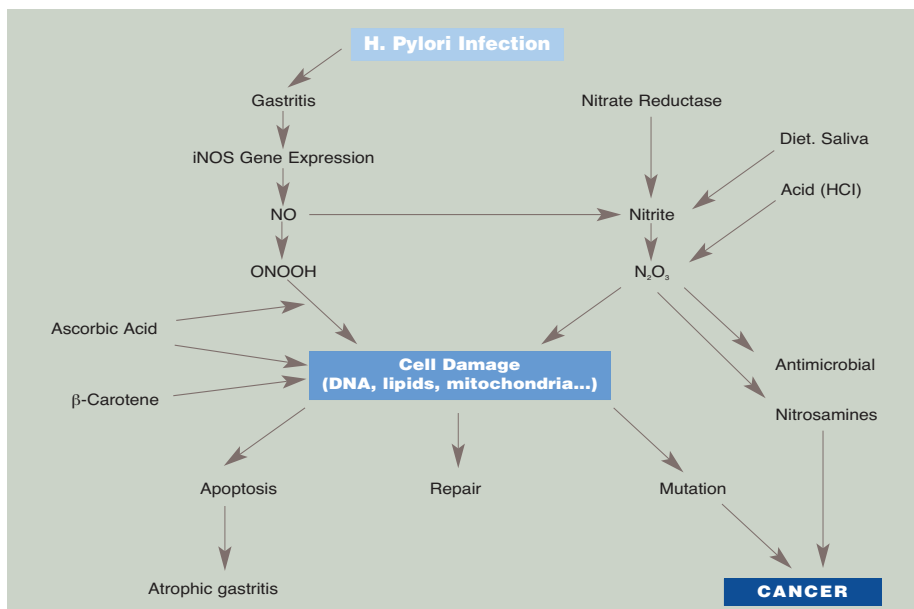 H. Pylori Infection
Gastritis
Nitrate Reductase
Diet. Saliva
iNOS Gene Expression
Acid (HCl)
NO
Nitrite
ONOOH
N₂O₃
Ascorbic Acid
Cell Damage
(DNA, lipids, mitochondria...)
Antimicrobial
β-Carotene
Nitrosamines
Apoptosis
Repair
Mutation
Atrophic gastritis
CANCER